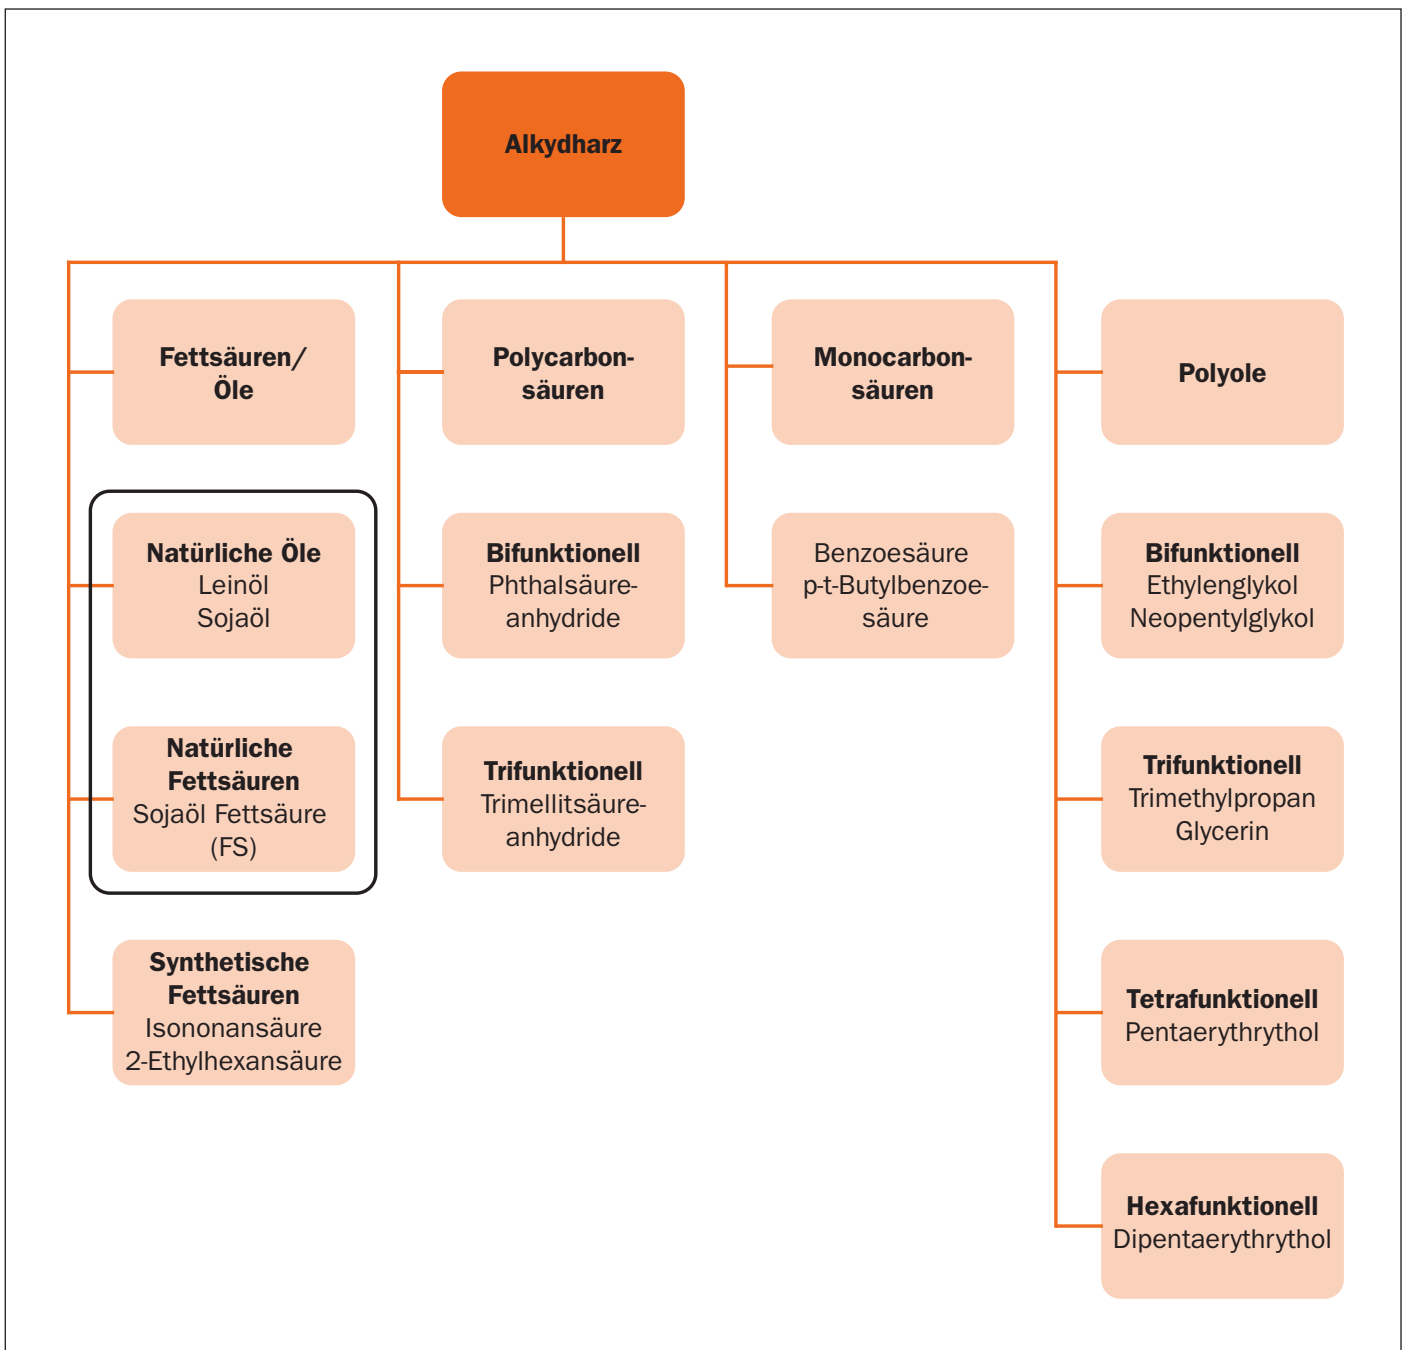 Alkydharz
Fettsäuren/
Öle
Polycarbon-
säuren
Monocarbon-
säuren
Polyole
Natürliche Öle
Leinöl
Sojaöl
Bifunktionell
Phthalsäure-
anhydride
Benzoesäure
p-t-Butylbenzoe-
säure
Bifunktionell
Ethylenglykol
Neopentylglykol
Natürliche
Fettsäuren
Sojaöl Fettsäure
(FS)
Trifunktionell
Trimellitsäure-
anhydride
Trifunktionell
Trimethylpropan
Glycerin
Synthetische
Fettsäuren
Isononansäure
2-Ethylhexansäure
Tetrafunktionell
Pentaerythrythol
Hexafunktionell
Dipentaerythrythol